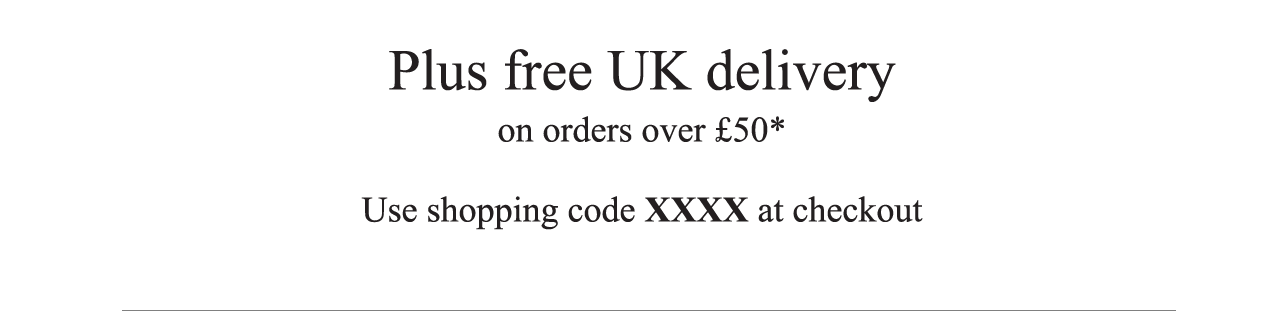 Plus free UK delivery
on orders over £50*
Use shopping code XXXX at checkout